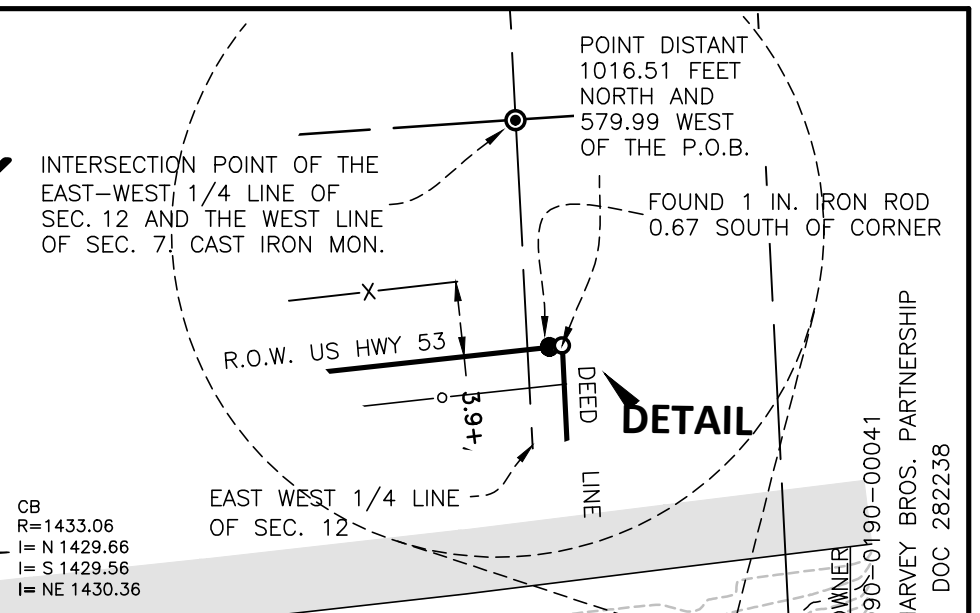 POINT DISTANT
1016.51 FEET
NORTH AND
579.99 WEST
OF THE P.O.B.
INTERSECTION POINT OF THE
EAST-WEST 1/4 LINE OF
SEC. 12 AND THE WEST LINE
OF SEC. 7. CAST IRON MON.
FOUND 1 IN. IRON ROD
0.67 SOUTH OF CORNER
X
R.O.W. US HWY 53
3.9+
DEED LINE
DETAIL
EAST WEST 1/4 LINE
OF SEC. 12
CB
R=1433.06
I= N 1429.66
I= S 1429.56
I= NE 1430.36
90-0190-00041
ARVEY BROS. PARTNERSHIP
DOC 282238